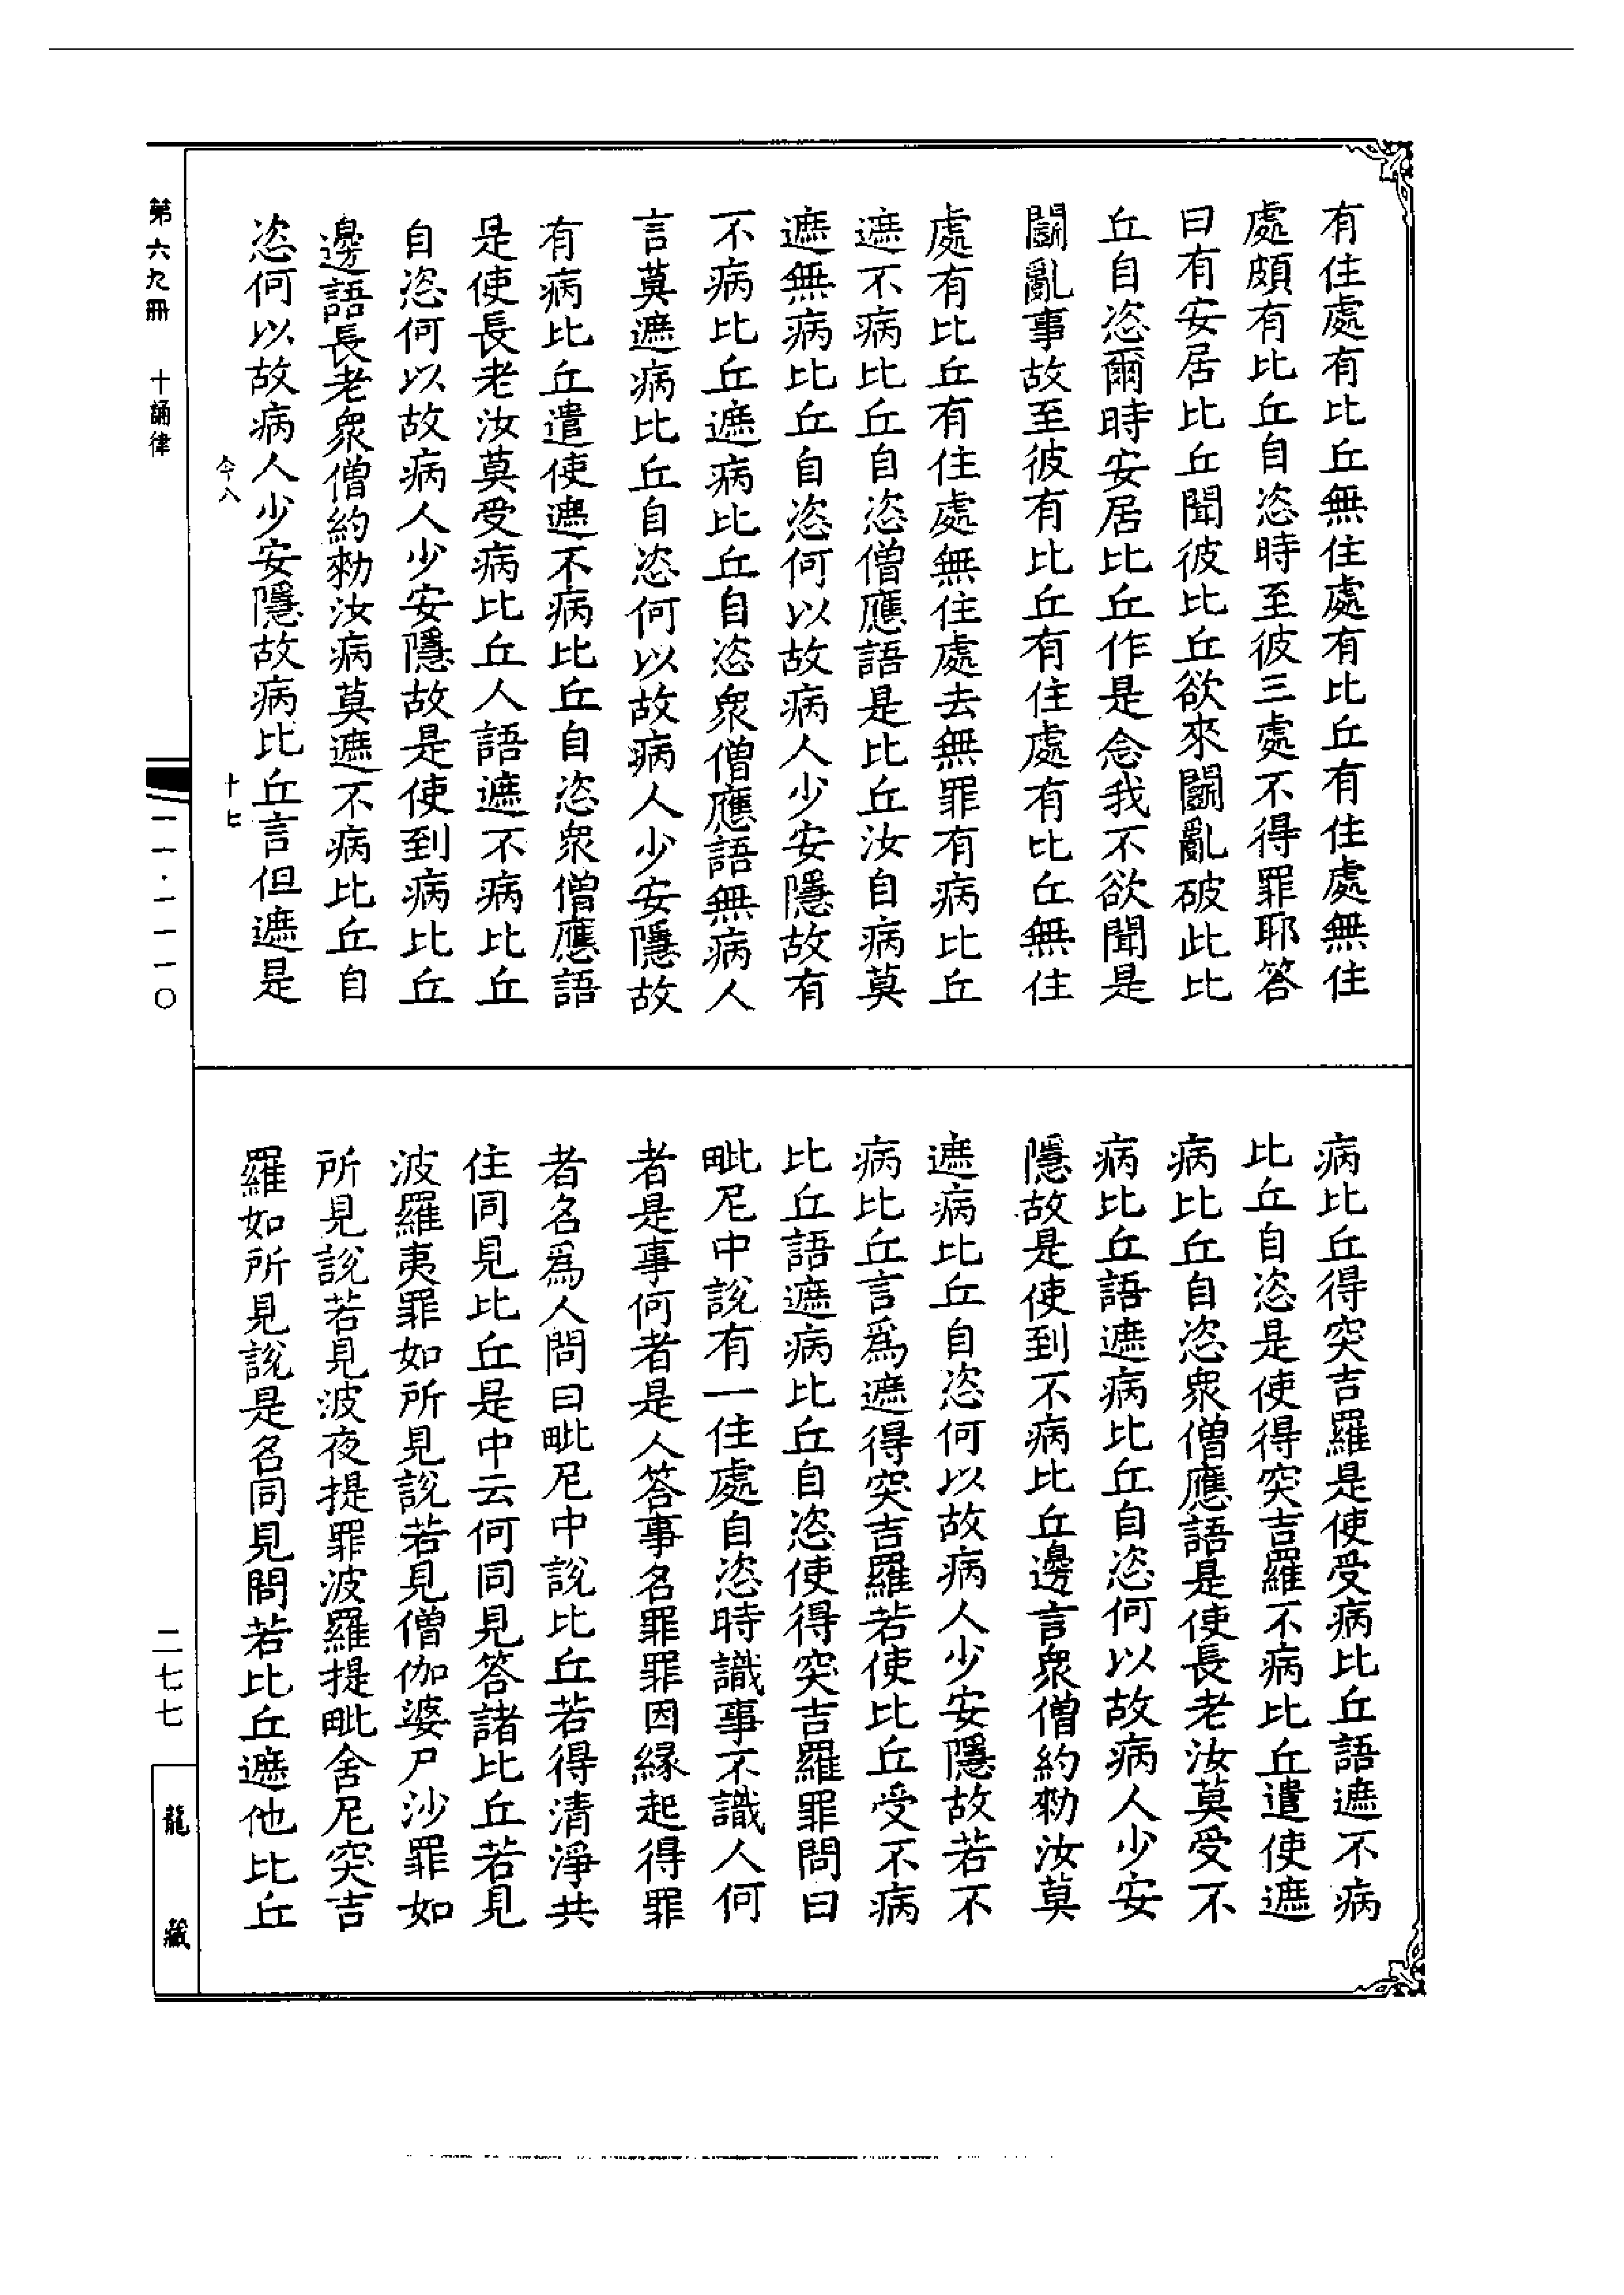 有住處有比丘無住處有比丘有住處無住
處頗有比丘自恣時至彼三處不得罪耶答
曰有安居比丘聞彼比丘欲來鬭亂破此比
丘自恣爾時安居比丘作是念我不欲聞是
鬭亂事故至彼有比丘有住處有比丘無住
處有比丘有住處無住處去無罪有病比丘
遮不病比丘自恣僧應語是比丘汝自病莫
遮無病比丘自恣何以故病人少安隱故有
不病比丘遮病比丘自恣衆僧應語無病人
言莫遮病比丘自恣何以故病人少安隱故
有病比丘遣使遮不病比丘自恣衆僧應語
是使長老汝莫受病比丘人語遮不病比丘
自恣何以故病人少安隱故是使到病比丘
邊語長老衆僧約勑汝病莫遮不病比丘自
恣何以故病人少安隱故病比丘言但遮是
病比丘得突吉羅是使受病比丘語遮不病
比丘自恣是使得突吉羅不病比丘遣使遮
病比丘自恣衆僧應語是使長老汝莫受不
病比丘語遮病比丘自恣何以故病人少安
隱故是使到不病比丘邊言衆僧約勑汝莫
遮病比丘自恣何以故病人少安隱故若不
病比丘言爲遮得突吉羅若使比丘受不病
比丘語遮病比丘自恣使得突吉羅罪問曰
毗尼中說有一住處自恣時識事不識人何
者是事何者是人答事名罪罪因緣起得罪
者名爲人問曰毗尼中說比丘若得清淨共
住同見比丘是中云何同見答諸比丘若見
波羅夷罪如所見說若見僧伽婆尸沙罪如
所見說若見波夜提罪波羅提毗舍尼突吉
羅如所見說是名同見問若比丘遮他比丘
今八
十七
第六九冊 十誦律
一一·一一一〇
二七七
龍藏